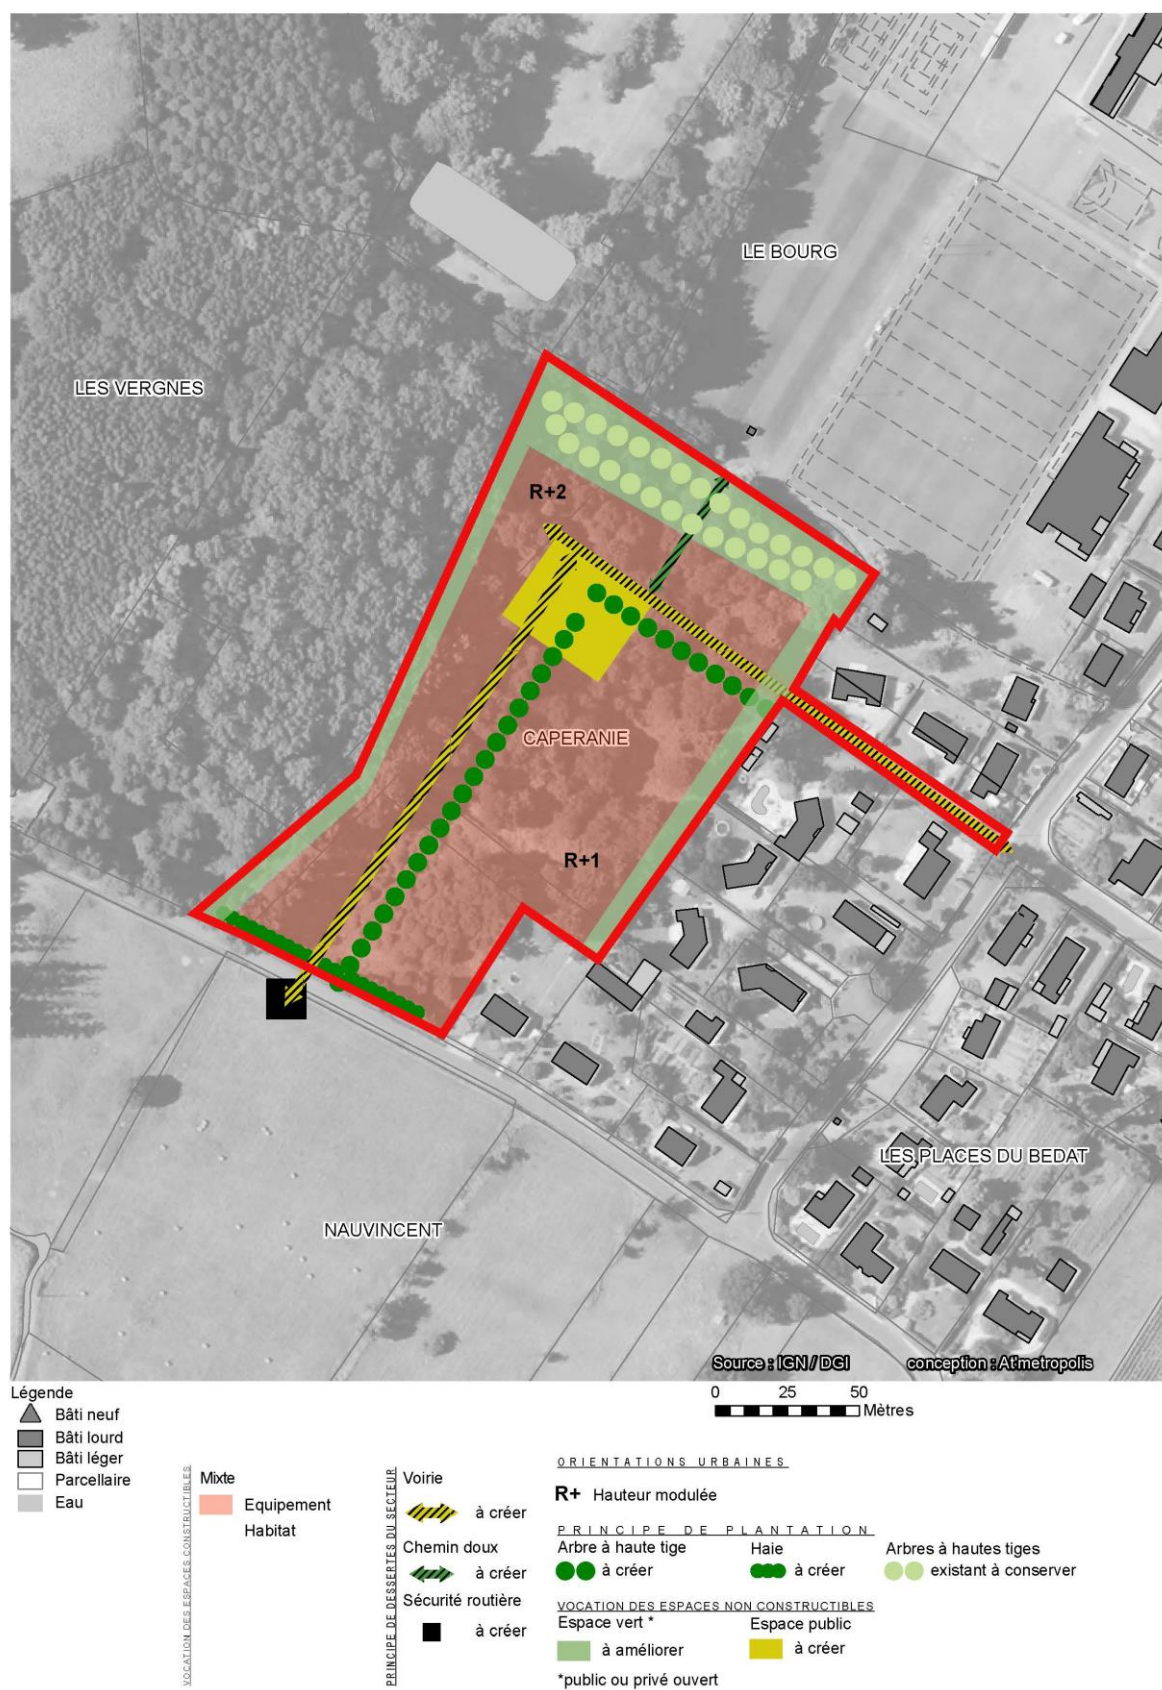 LE BOURG
LES VERGNES
R+2
CAPERANIE
R+1
LES PLACES DU BEDAT
NAUVINCENT
Source : IGN / DGI
conception : At'metropolis
0 25 50
Mètres
Légende
Bâti neuf
Bâti lourd
Bâti léger
Parcellaire
Eau
VOCATION DES ESPACES CONSTRUCTIBLES
Mixte
Equipement
Habitat
PRINCIPE DE DESSERTES DU SECTEUR
Voirie
à créer
Chemin doux
à créer
Sécurité routière
à créer
ORIENTATIONS URBAINES
R+ Hauteur modulée
PRINCIPE DE PLANTATION
Arbre à haute tige
à créer
Haie
à créer
Arbres à hautes tiges
existant à conserver
VOCATION DES ESPACES NON CONSTRUCTIBLES
Espace vert *
à améliorer
Espace public
à créer
*public ou privé ouvert